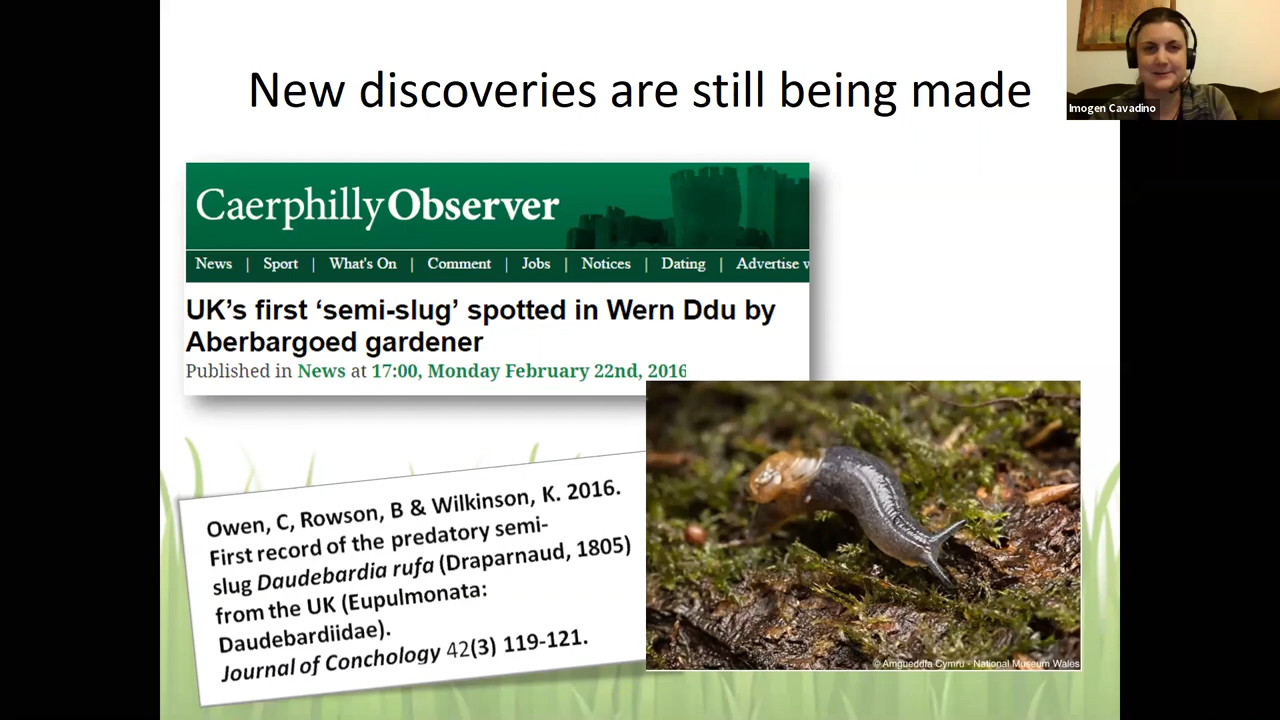 New discoveries are still being made
Imogen Cavadino
Caerphilly Observer
News | Sport | What's On | Comment | Jobs | Notices | Dating | Advertise w
UK's first 'semi-slug' spotted in Wern Ddu by
Aberbargoed gardener
Published in News at 17:00, Monday February 22nd, 2016
Owen, C, Rowson, B & Wilkinson, K. 2016.
First record of the predatory semi-
slug Daudebardia rufa (Draparnaud, 1805)
from the UK (Eupulmonata:
Daudebardiidae).
Journal of Conchology 42(3) 119-121.
© Amgueddfa Cymru - National Museum Wales